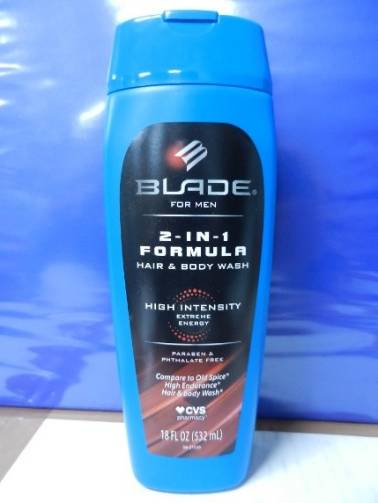 BLADE®
FOR MEN
2-IN-1
FORMULA
HAIR & BODY WASH
HIGH INTENSITY
EXTREME
ENERGY
PARABEN &
PHTHALATE FREE
Compare to Old Spice®
High Endurance®
Hair & Body Wash*
CVS
pharmacy®
18 FL OZ (532 mL)